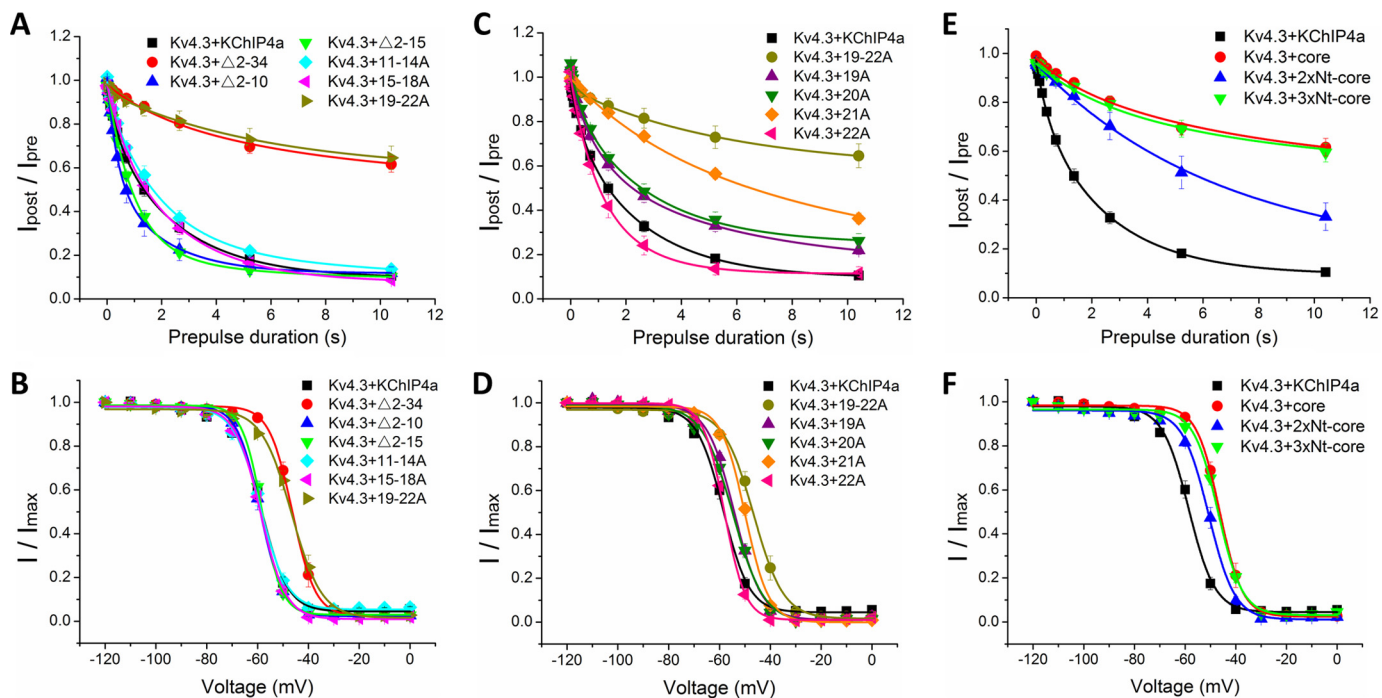 A
Kv4.3+KChIP4a
Kv4.3+△2-34
Kv4.3+△2-10
Kv4.3+△2-15
Kv4.3+11-14A
Kv4.3+15-18A
Kv4.3+19-22A
Ipost / Ipre
1.2
1.0
0.8
0.6
0.4
0.2
0.0
0 2 4 6 8 10 12
Prepulse duration (s)
C
Kv4.3+KChIP4a
Kv4.3+19-22A
Kv4.3+19A
Kv4.3+20A
Kv4.3+21A
Kv4.3+22A
Ipost / Ipre
1.2
1.0
0.8
0.6
0.4
0.2
0.0
0 2 4 6 8 10 12
Prepulse duration (s)
E
Kv4.3+KChIP4a
Kv4.3+core
Kv4.3+2xNt-core
Kv4.3+3xNt-core
Ipost / Ipre
1.0
0.8
0.6
0.4
0.2
0.0
0 2 4 6 8 10 12
Prepulse duration (s)
B
Kv4.3+KChIP4a
Kv4.3+△2-34
Kv4.3+△2-10
Kv4.3+△2-15
Kv4.3+11-14A
Kv4.3+15-18A
Kv4.3+19-22A
I / Imax
1.0
0.8
0.6
0.4
0.2
0.0
-120 -100 -80 -60 -40 -20 0
Voltage (mV)
D
Kv4.3+KChIP4a
Kv4.3+19-22A
Kv4.3+19A
Kv4.3+20A
Kv4.3+21A
Kv4.3+22A
I / Imax
1.0
0.8
0.6
0.4
0.2
0.0
-120 -100 -80 -60 -40 -20 0
Voltage (mV)
F
Kv4.3+KChIP4a
Kv4.3+core
Kv4.3+2xNt-core
Kv4.3+3xNt-core
I / Imax
1.0
0.8
0.6
0.4
0.2
0.0
-120 -100 -80 -60 -40 -20 0
Voltage (mV)